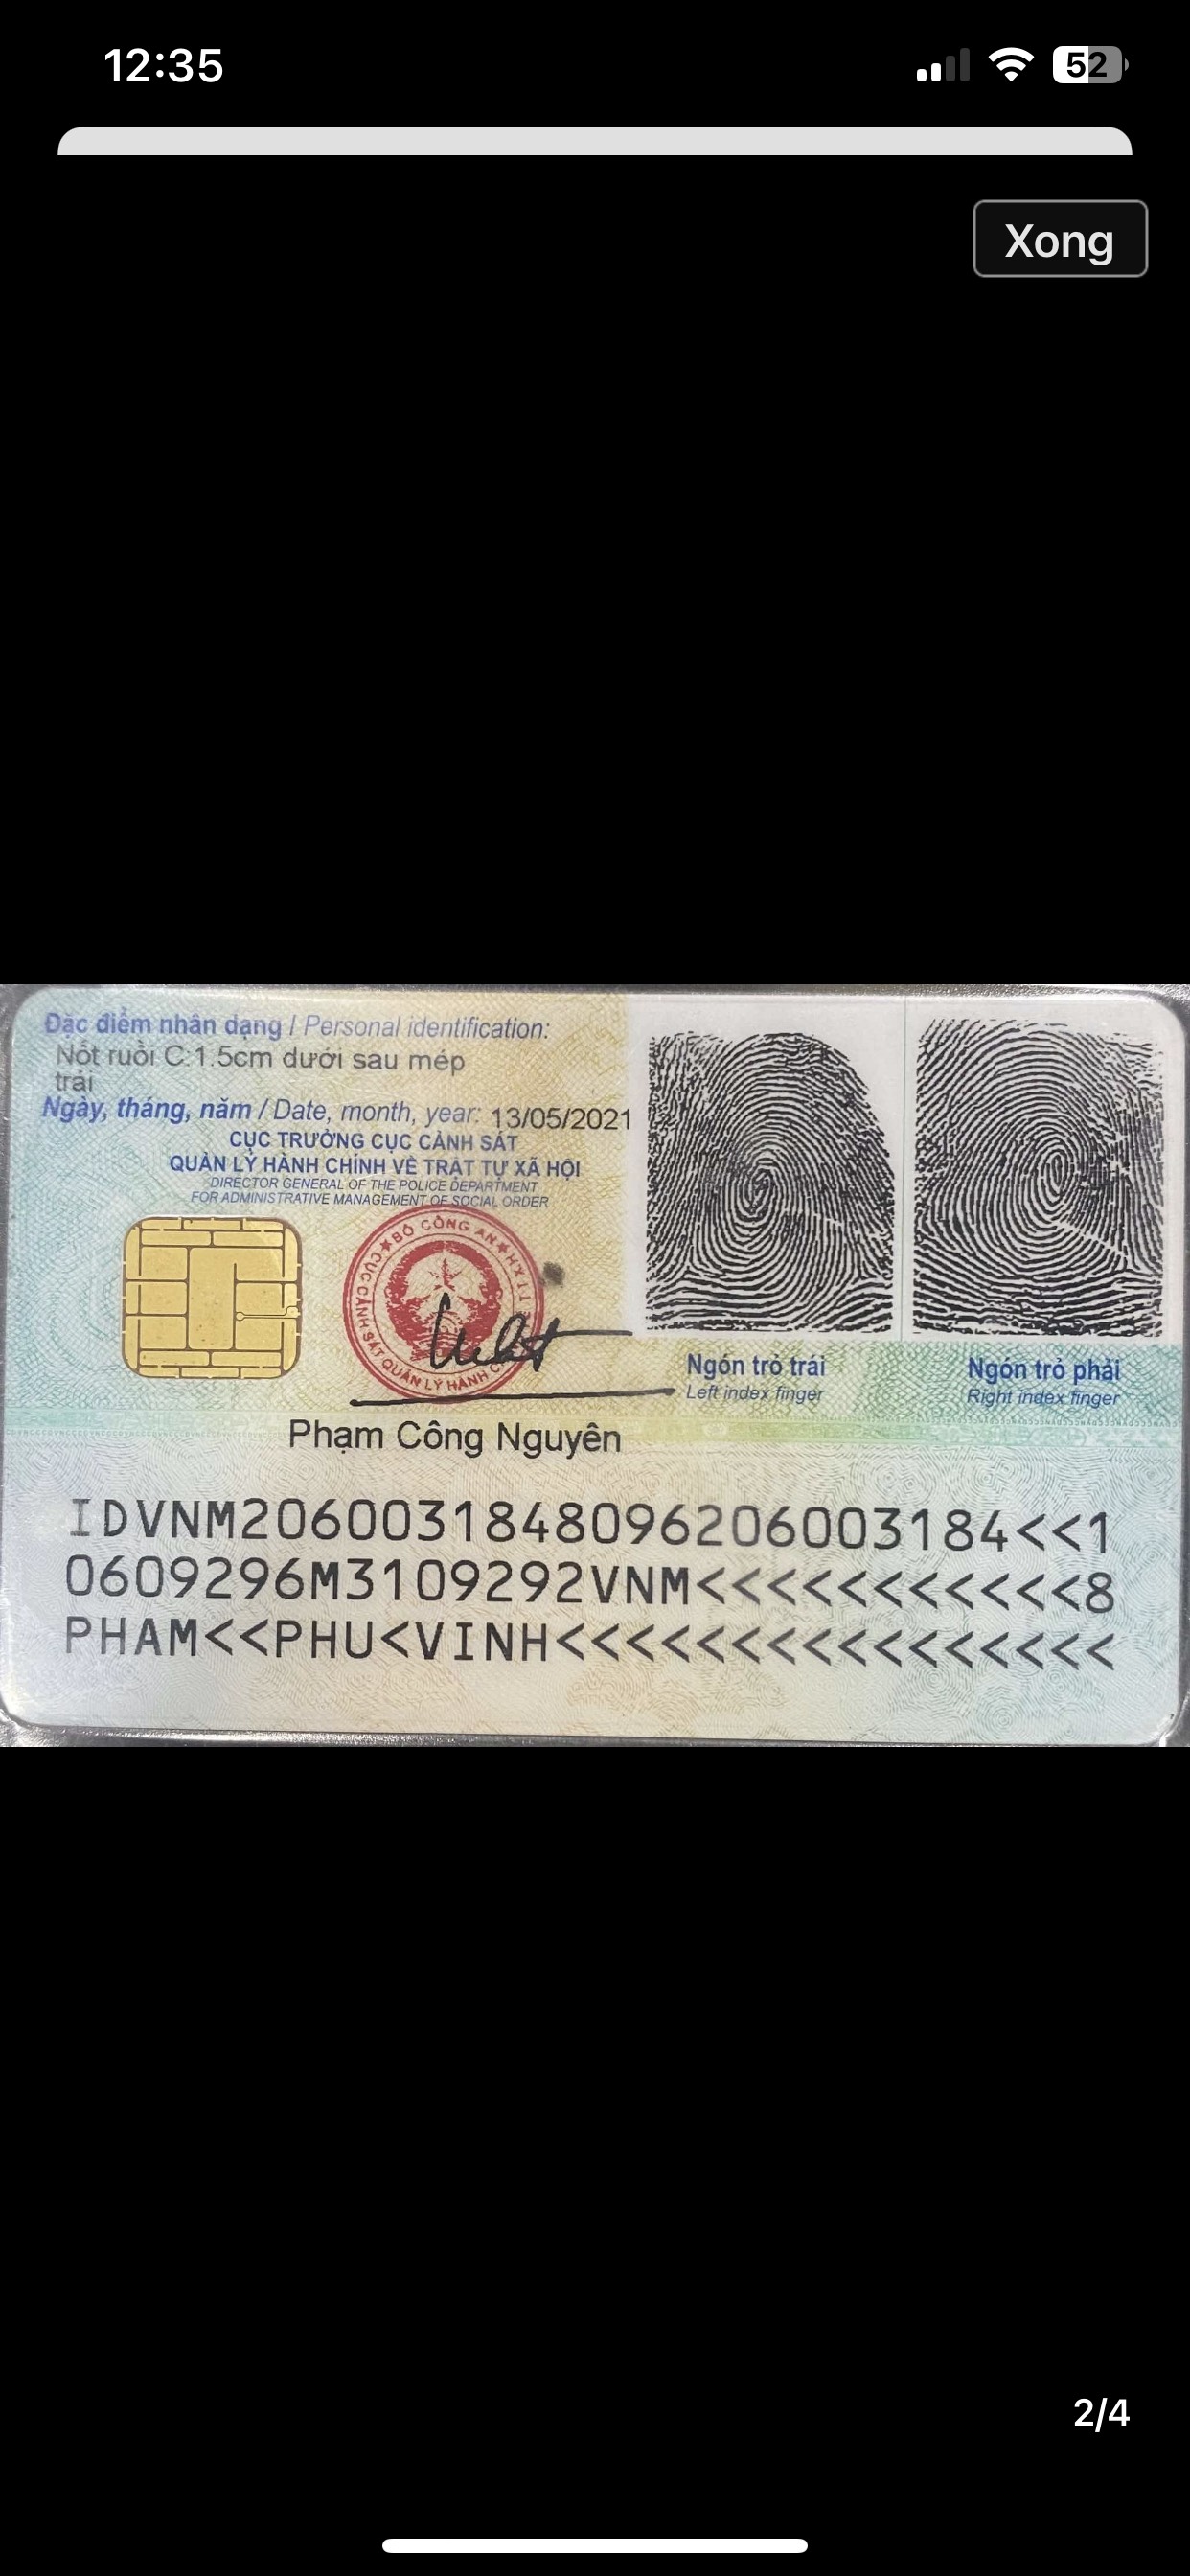 12:35
52
Xong
Đặc điểm nhân dạng / Personal identification:
Nốt ruồi C:1.5cm dưới sau mép
trái
Ngày, tháng, năm / Date, month, year: 13/05/2021
CỤC TRƯỞNG CỤC CẢNH SÁT
QUẢN LÝ HÀNH CHÍNH VỀ TRẬT TỰ XÃ HỘI
DIRECTOR GENERAL OF THE POLICE DEPARTMENT
FOR ADMINISTRATIVE MANAGEMENT OF SOCIAL ORDER
BỘ CÔNG AN
CỤC CẢNH SÁT QUẢN LÝ HÀNH
Ngón trỏ trái
Left index finger
Ngón trỏ phải
Right index finger
Phạm Công Nguyên
IDVNM2060031848096206003184<<1
0609296M3109292VNM<<<<<<<<<<<8
PHAM<<PHU<VINH<<<<<<<<<<<<<<<<
2/4